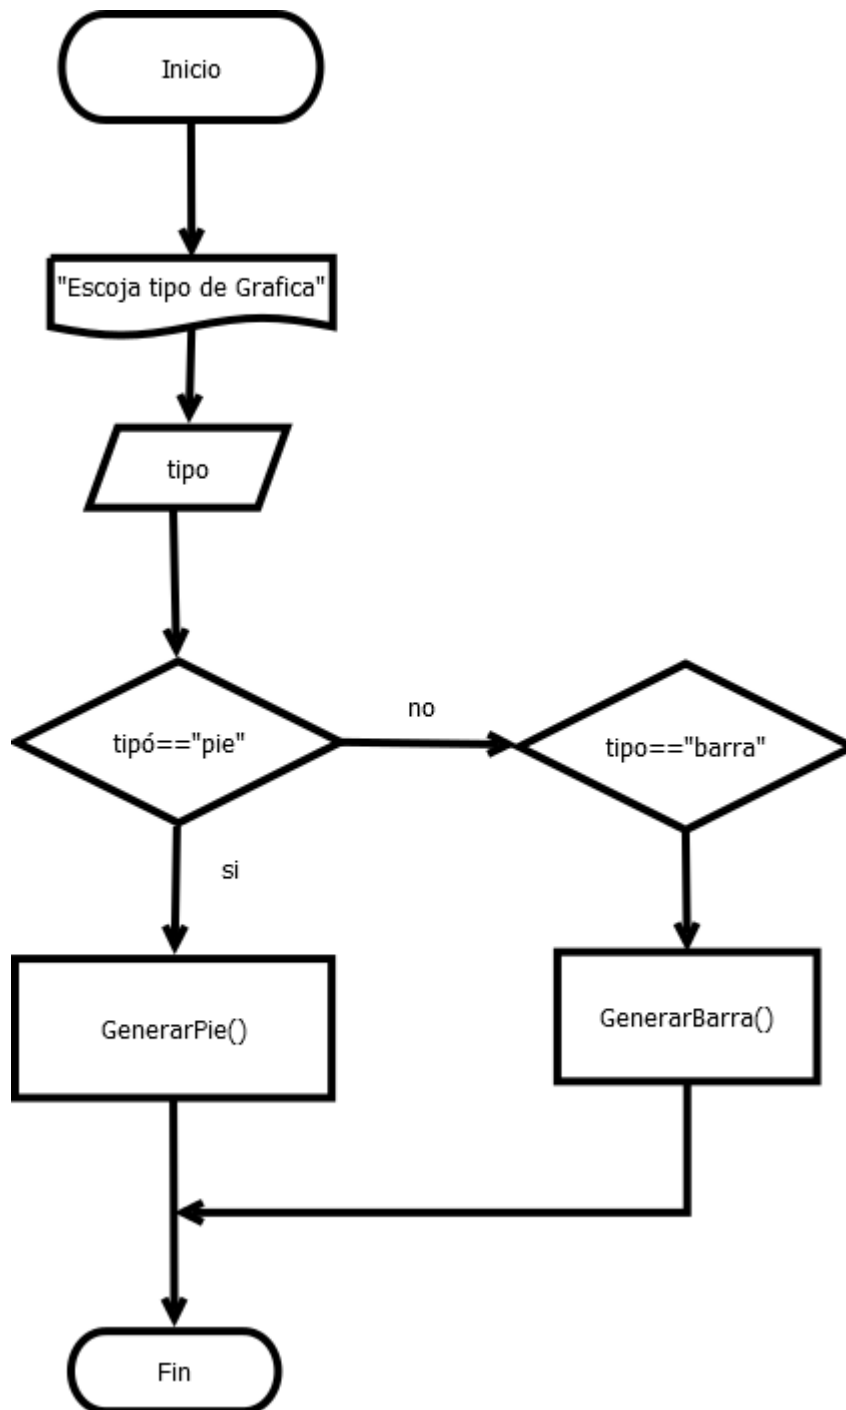 Inicio
"Escoja tipo de Grafica"
tipo
tipó=="pie"
no
tipo=="barra"
si
GenerarPie()
GenerarBarra()
Fin